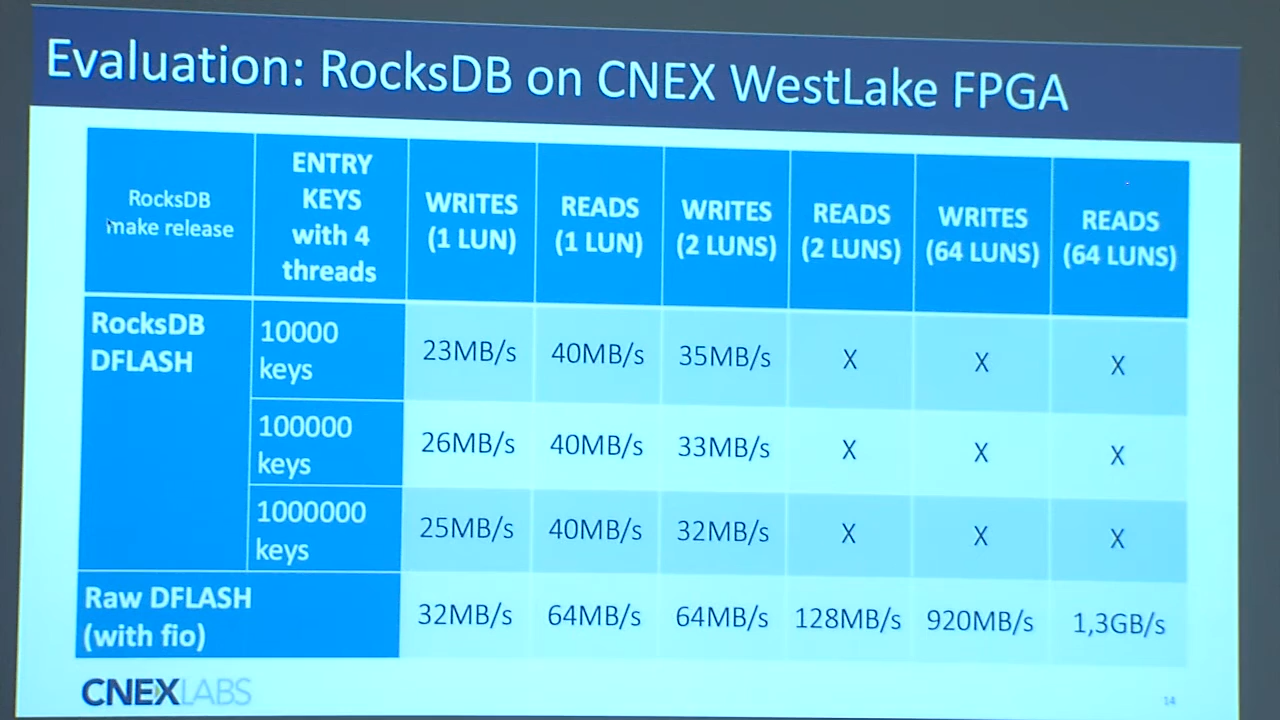 Evaluation: RocksDB on CNEX WestLake FPGA
RocksDB
make release
ENTRY
KEYS
with 4
threads
WRITES
(1 LUN)
READS
(1 LUN)
WRITES
(2 LUNS)
READS
(2 LUNS)
WRITES
(64 LUNS)
READS
(64 LUNS)
RocksDB
DFLASH
10000
keys
23MB/s
40MB/s
35MB/s
X
X
X
100000
keys
26MB/s
40MB/s
33MB/s
X
X
X
1000000
keys
25MB/s
40MB/s
32MB/s
X
X
X
Raw DFLASH
(with fio)
32MB/s
64MB/s
64MB/s
128MB/s
920MB/s
1,3GB/s
CNEXLABS
14